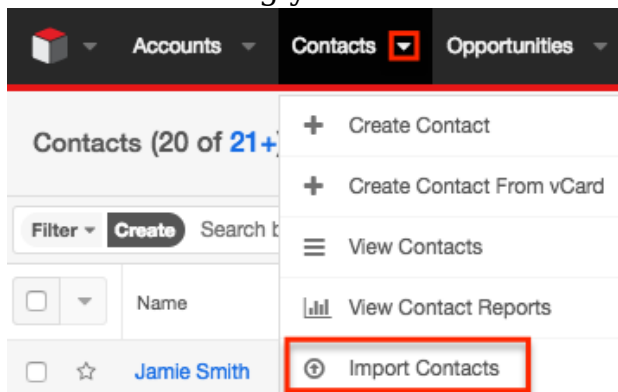 Accounts Contacts Opportunities
Contacts (20 of 21+)
Create Contact
Create Contact From vCard
Filter Create Search
View Contacts
Name
View Contact Reports
Jamie Smith
Import Contacts